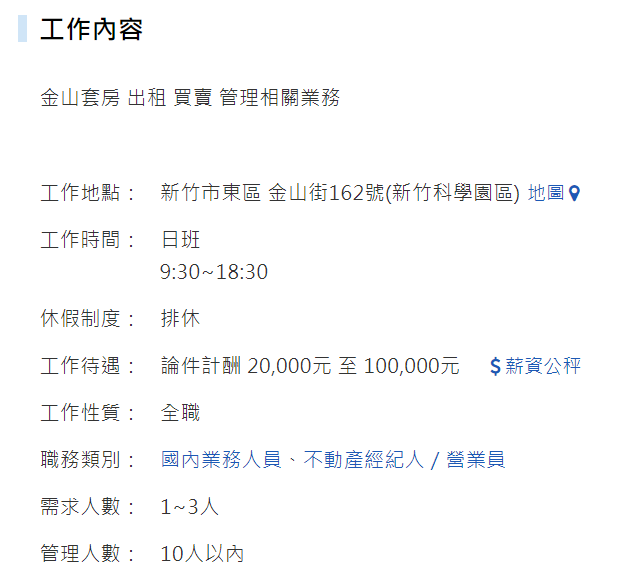 工作內容
金山套房 出租 買賣 管理相關業務
工作地點： 新竹市東區 金山街162號(新竹科學園區) 地圖
工作時間： 日班
9:30~18:30
休假制度： 排休
工作待遇： 論件計酬 20,000元 至 100,000元 $薪資公秤
工作性質： 全職
職務類別： 國內業務人員、不動產經紀人 / 營業員
需求人數： 1~3人
管理人數： 10人以內